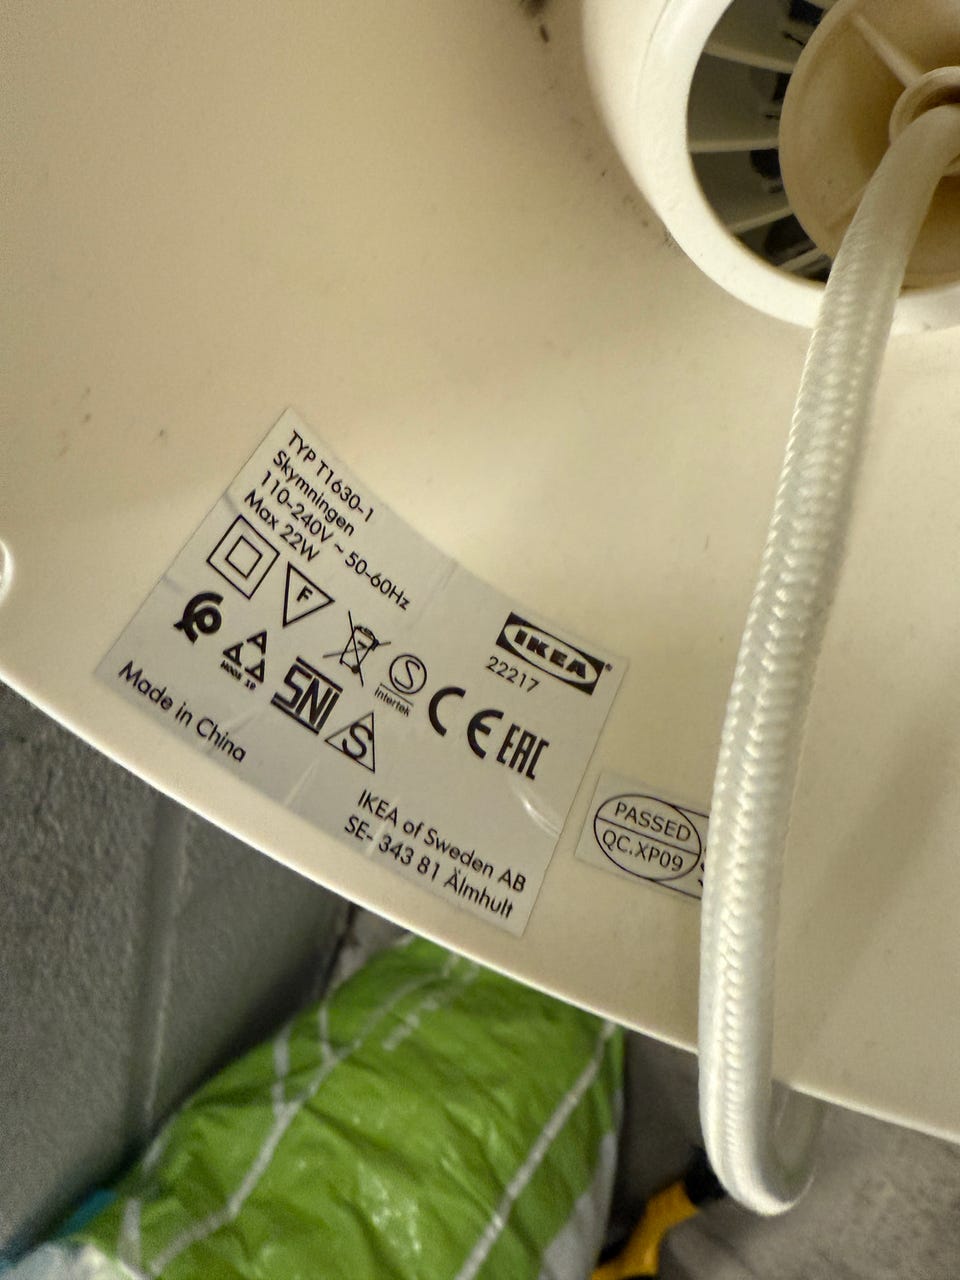 TYP T1630-1
Skymningen
110-240V ~ 50-60Hz
Max 22W
F
IKEA®
22217
S
Intertek
CE
EAC
SNI
S
Made in China
IKEA of Sweden AB
SE- 343 81 Älmhult
PASSED
QC.XP09